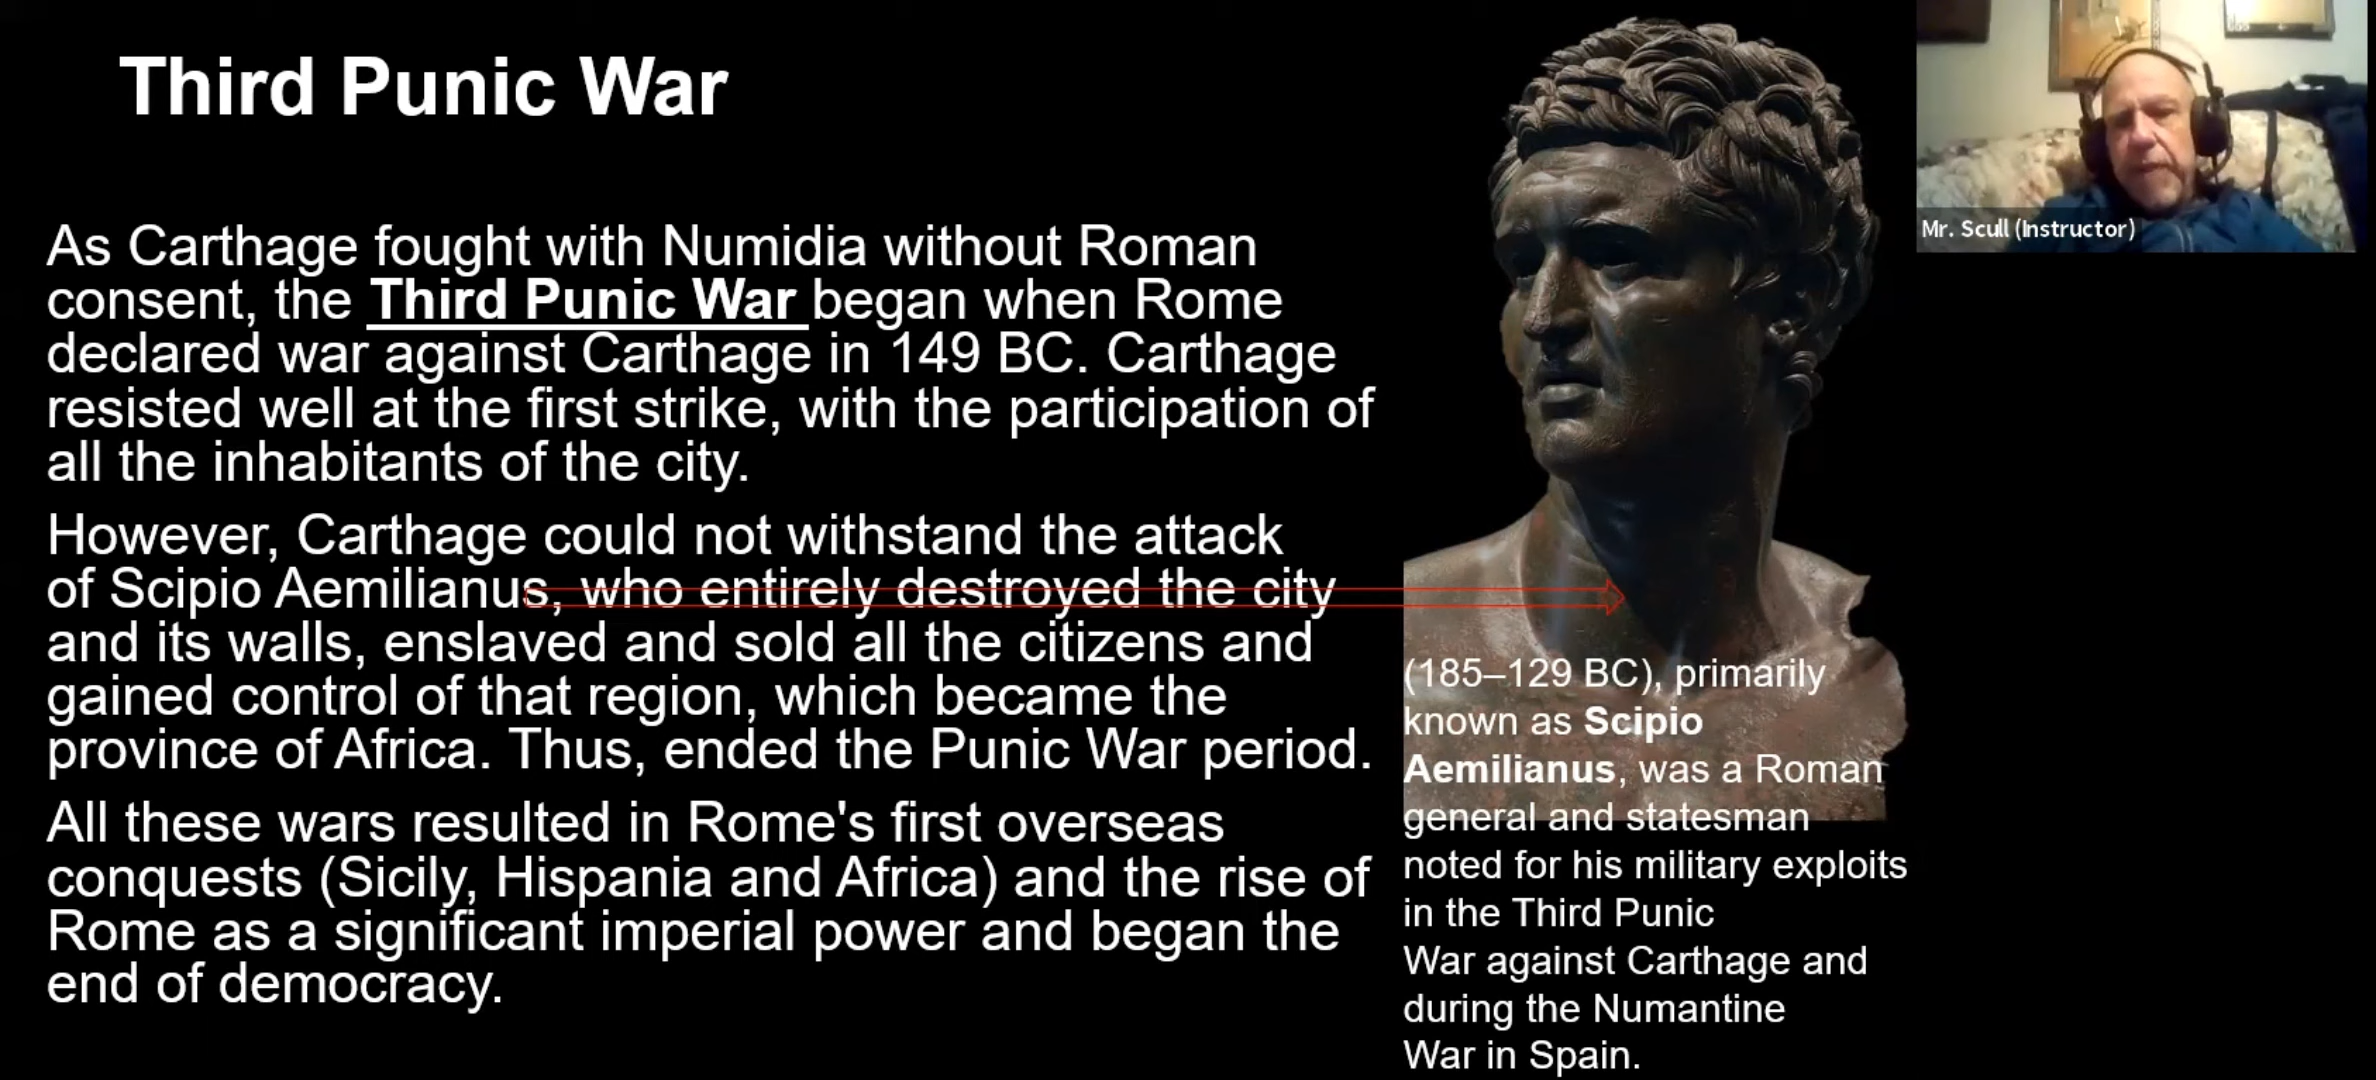 Third Punic War
As Carthage fought with Numidia without Roman
consent, the Third Punic War began when Rome
declared war against Carthage in 149 BC. Carthage
resisted well at the first strike, with the participation of
all the inhabitants of the city.
However, Carthage could not withstand the attack
of Scipio Aemilianus, who entirely destroyed the city
and its walls, enslaved and sold all the citizens and
gained control of that region, which became the
province of Africa. Thus, ended the Punic War period.
All these wars resulted in Rome's first overseas
conquests (Sicily, Hispania and Africa) and the rise of
Rome as a significant imperial power and began the
end of democracy.
(185–129 BC), primarily
known as Scipio
Aemilianus, was a Roman
general and statesman
noted for his military exploits
in the Third Punic
War against Carthage and
during the Numantine
War in Spain.
Mr. Scull (Instructor)